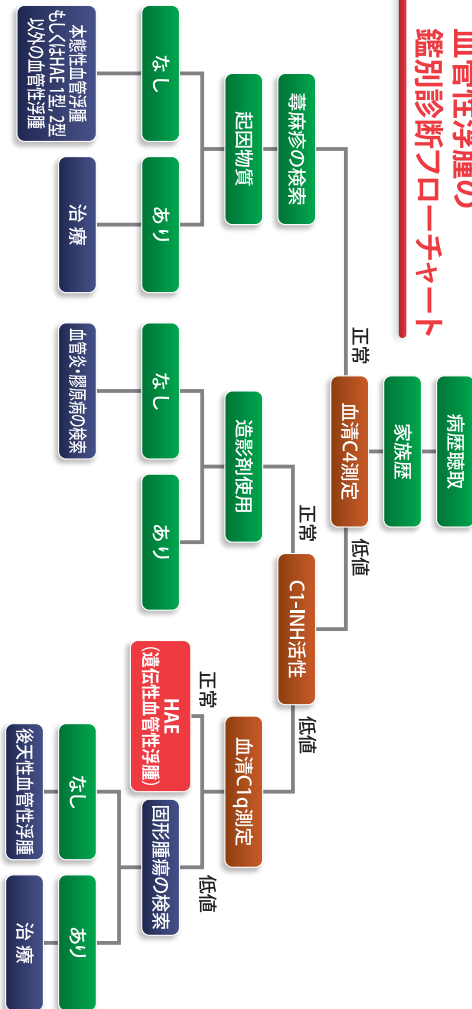 血管性浮腫の
鑑別診断フローチャート
病歴聴取
家族歴
血清C4測定
正常
低値
蕁麻疹の検索
起因物質
なし
あり
本態性血管浮腫
もしくはHAE 1型, 2型
以外の血管性浮腫
治療
C1-INH活性
正常
低値
造影剤使用
なし
あり
血管炎・膠原病の検索
血清C1q測定
正常
低値
HAE
(遺伝性血管性浮腫)
固形腫瘍の検索
なし
あり
後天性血管性浮腫
治療